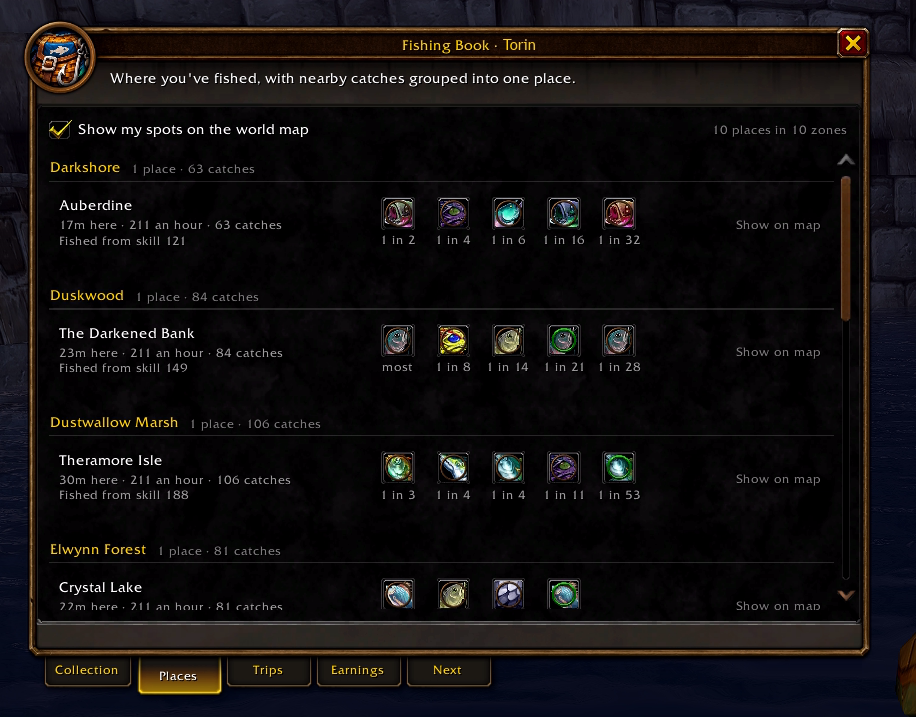 Fishing Book · Torin
Where you've fished, with nearby catches grouped into one place.
Show my spots on the world map
10 places in 10 zones
Darkshore 1 place · 63 catches
Auberdine
17m here · 211 an hour · 63 catches
Fished from skill 121
1 in 2 1 in 4 1 in 6 1 in 16 1 in 32
Show on map
Duskwood 1 place · 84 catches
The Darkened Bank
23m here · 211 an hour · 84 catches
Fished from skill 149
most 1 in 8 1 in 14 1 in 21 1 in 28
Show on map
Dustwallow Marsh 1 place · 106 catches
Theramore Isle
30m here · 211 an hour · 106 catches
Fished from skill 188
1 in 3 1 in 4 1 in 4 1 in 11 1 in 53
Show on map
Elwynn Forest 1 place · 81 catches
Crystal Lake
22m here · 211 an hour · 81 catches
Show on map
Collection Places Trips Earnings Next